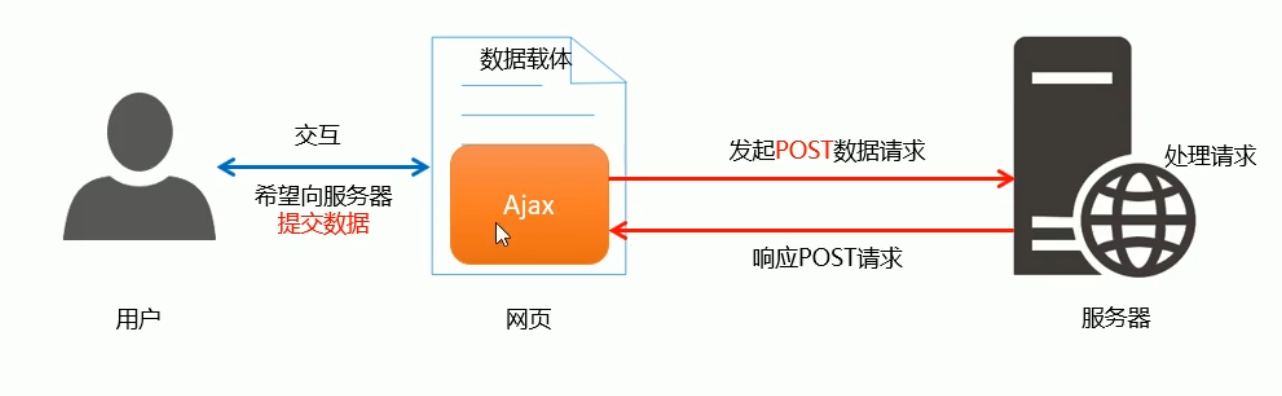 数据载体
交互
希望向服务器
提交数据
Ajax
发起POST数据请求
处理请求
响应POST请求
用户
网页
服务器